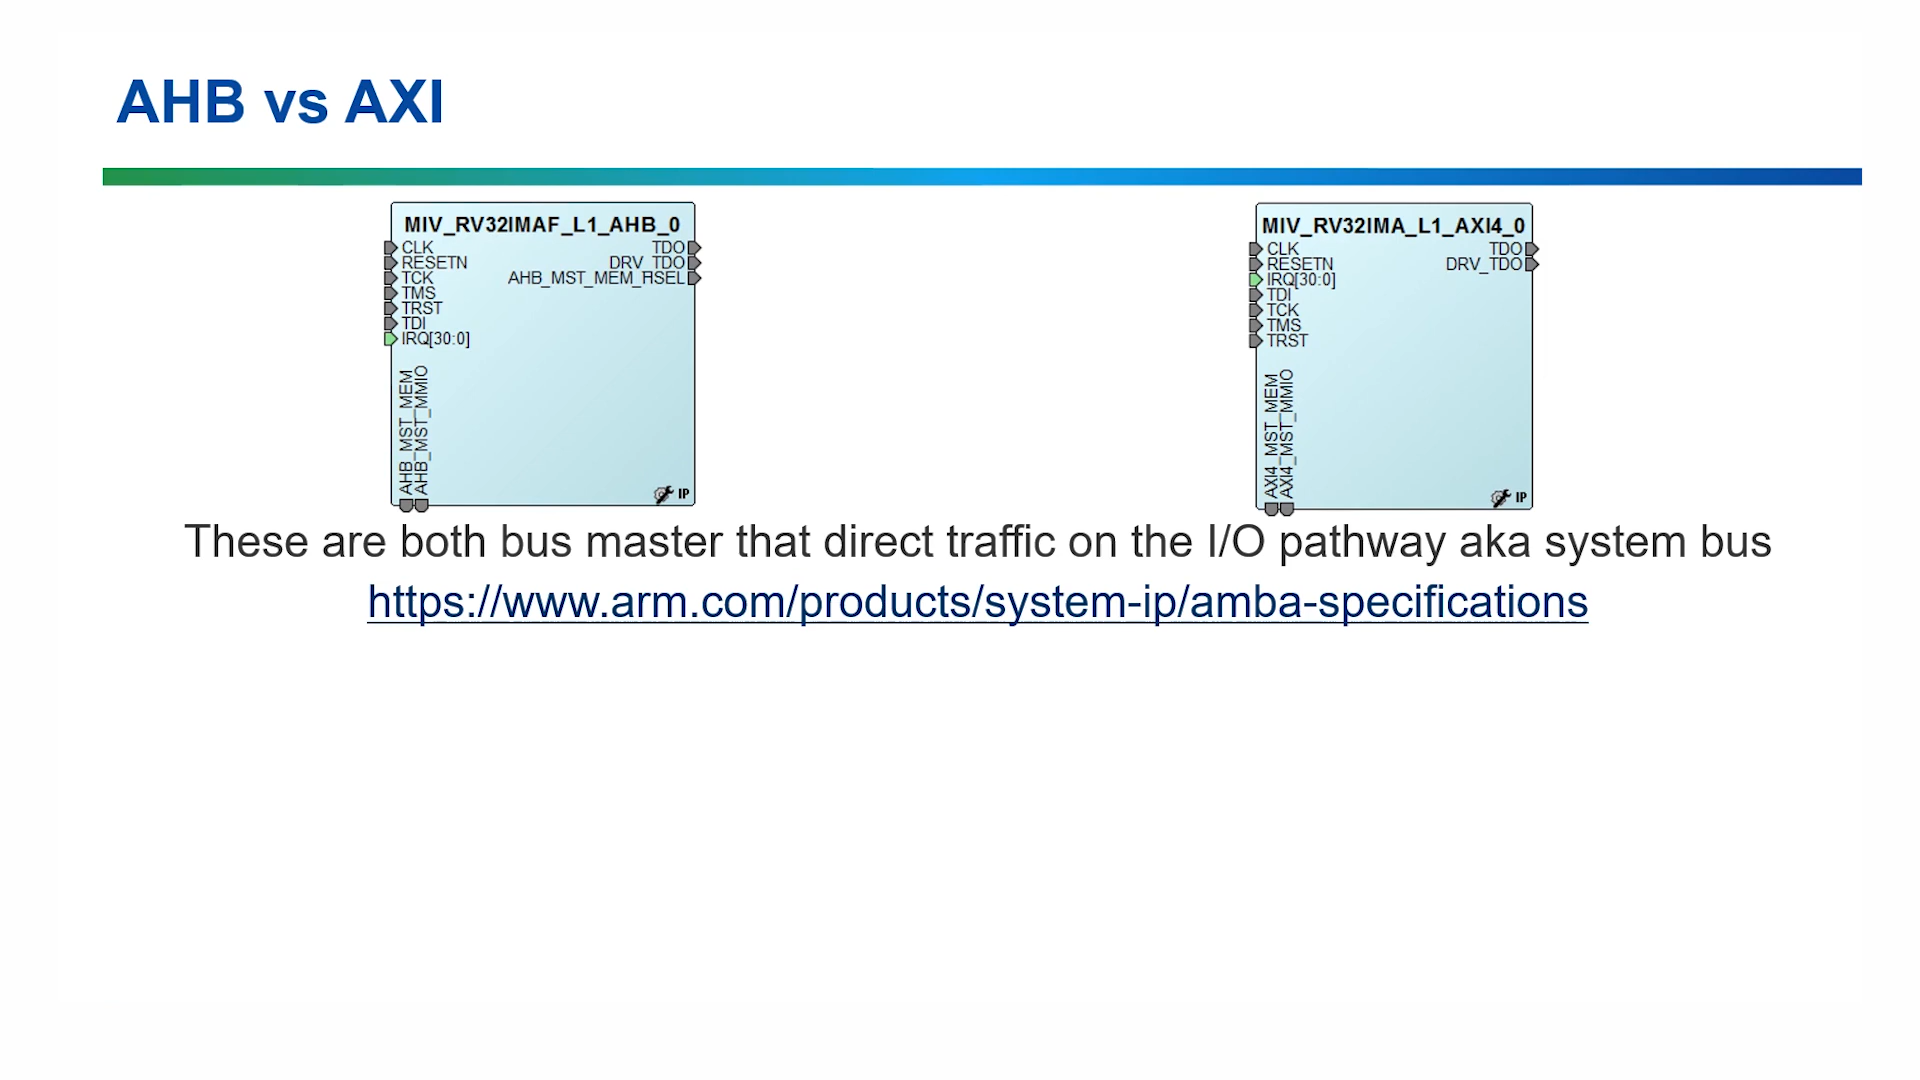 AHB vs AXI
MIV_RV32IMAF_L1_AHB_0
CLK
RESETN
TCK
TMS
TRST
TDI
IRQ[30:0]
TDO
DRV_TDO
AHB_MST_MEM_HSEL
AHB_MST_MEM
AHB_MST_MMIO
IP
MIV_RV32IMA_L1_AXI4_0
CLK
RESETN
IRQ[30:0]
TDI
TCK
TMS
TRST
TDO
DRV_TDO
AXI4_MST_MEM
AXI4_MST_MMIO
IP
These are both bus master that direct traffic on the I/O pathway aka system bus
https://www.arm.com/products/system-ip/amba-specifications